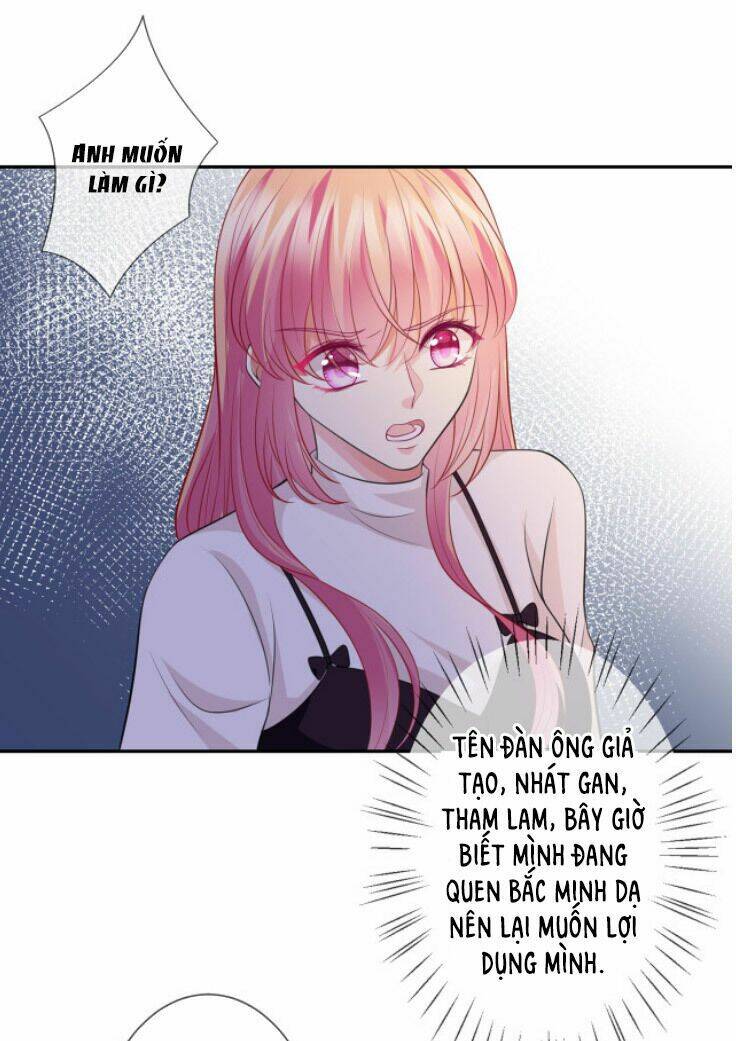 ANH MUỐN
LÀM GÌ?
TÊN ĐÀN ÔNG GIẢ
TẠO, NHÁT GAN,
THAM LAM, BÂY GIỜ
BIẾT MÌNH ĐANG
QUEN BẮC MINH DẠ
NÊN LẠI MUỐN LỢI
DỤNG MÌNH.